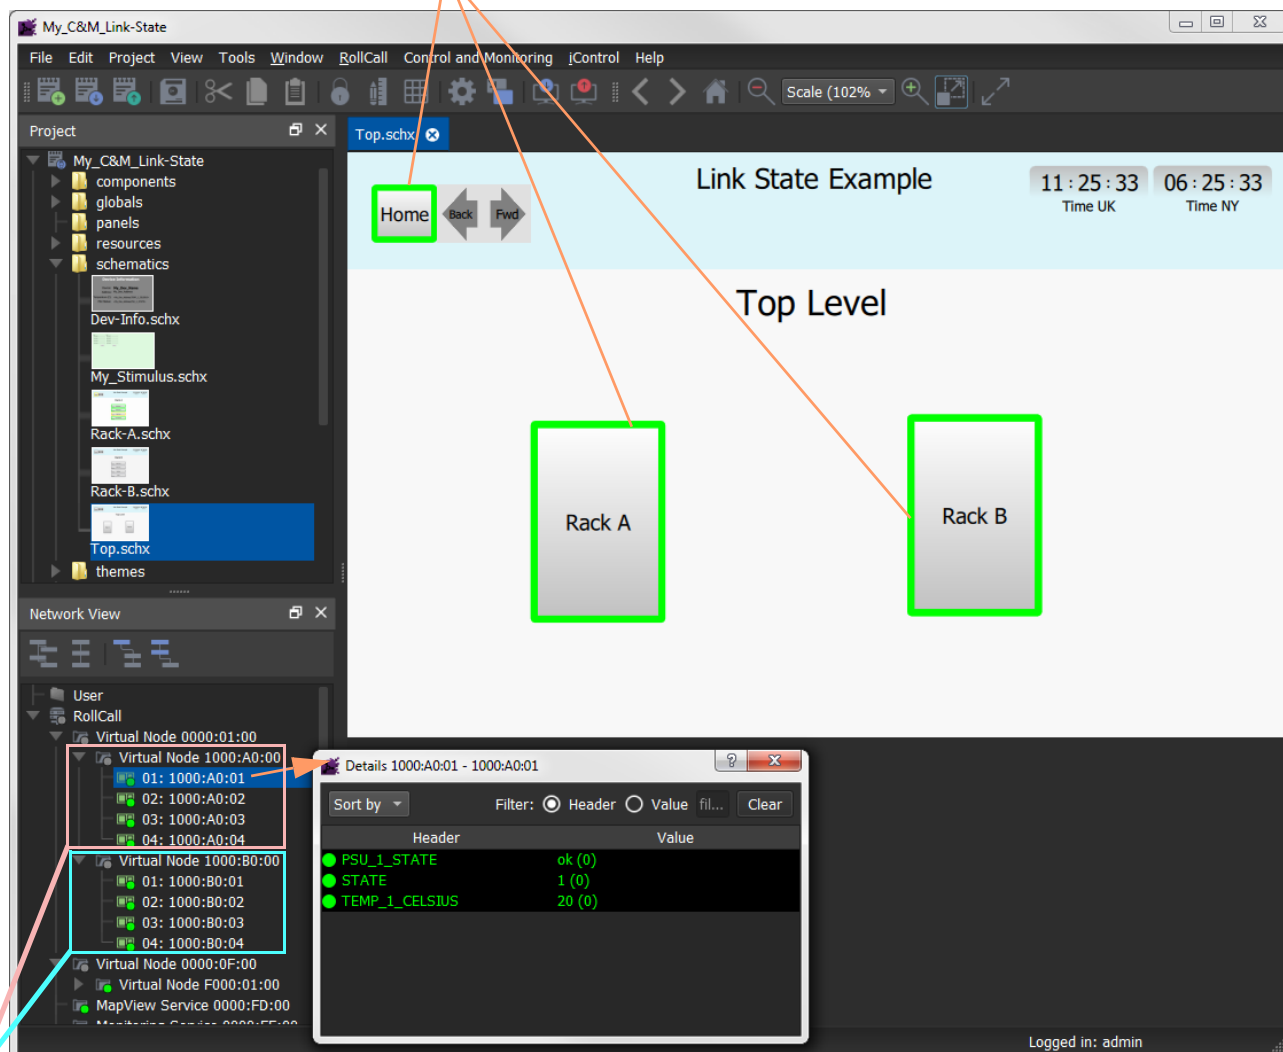 My_C&M_Link-State
File Edit Project View Tools Window RollCall Control and Monitoring iControl Help
Scale (102%
Project
My_C&M_Link-State
components
globals
panels
resources
schematics
Dev-Info.schx
My_Stimulus.schx
Rack-A.schx
Rack-B.schx
Top.schx
themes
Top.schx
Home
Back
Fwd
Link State Example
11:25:33
Time UK
06:25:33
Time NY
Top Level
Rack A
Rack B
Network View
User
RollCall
Virtual Node 0000:01:00
Virtual Node 1000:A0:00
01: 1000:A0:01
02: 1000:A0:02
03: 1000:A0:03
04: 1000:A0:04
Virtual Node 1000:B0:00
01: 1000:B0:01
02: 1000:B0:02
03: 1000:B0:03
04: 1000:B0:04
Virtual Node 0000:0F:00
Virtual Node F000:01:00
MapView Service 0000:FD:00
Details 1000:A0:01 - 1000:A0:01
Sort by Filter: Header Value fil... Clear
Header Value
PSU_1_STATE ok (0)
STATE 1 (0)
TEMP_1_CELSIUS 20 (0)
Logged in: admin